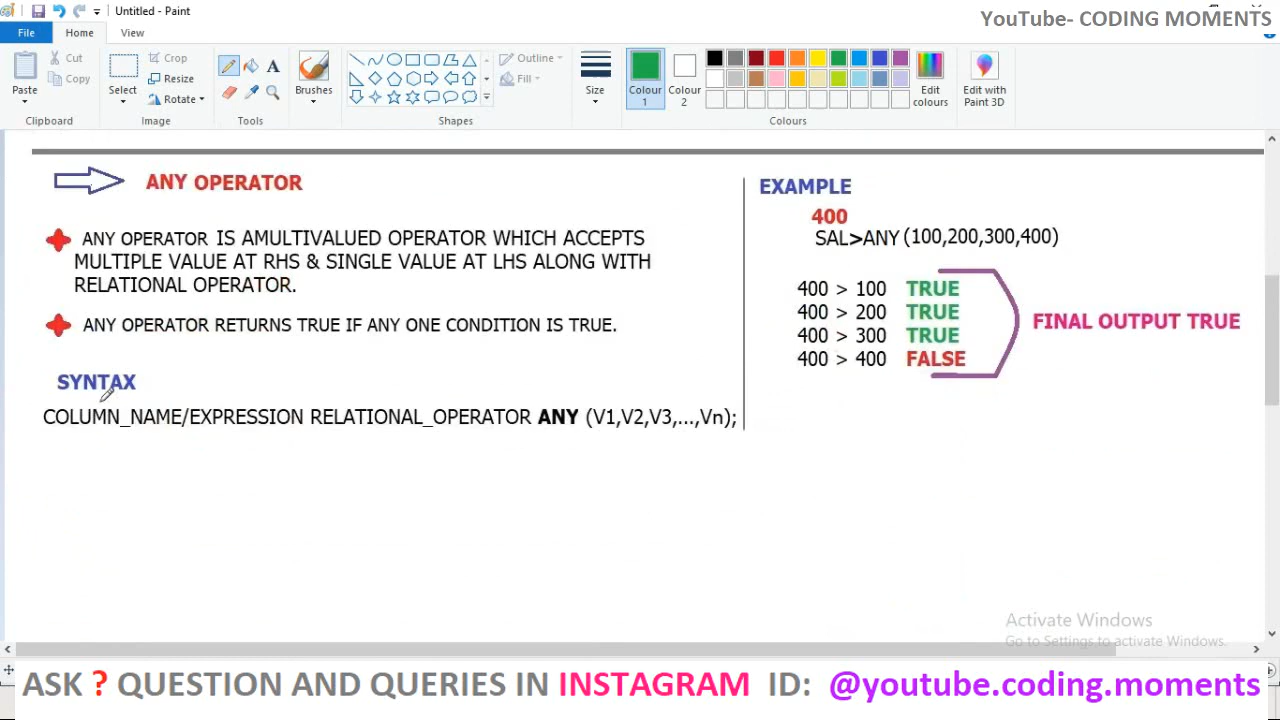 Untitled - Paint
YouTube- CODING MOMENTS
File
Home
View
Paste
Cut
Copy
Clipboard
Select
Crop
Resize
Rotate
Image
Tools
Brushes
Outline
Fill
Shapes
Size
Colour 1
Colour 2
Edit colours
Colours
Edit with Paint 3D
ANY OPERATOR
ANY OPERATOR IS AMULTIVALUED OPERATOR WHICH ACCEPTS
MULTIPLE VALUE AT RHS & SINGLE VALUE AT LHS ALONG WITH
RELATIONAL OPERATOR.
ANY OPERATOR RETURNS TRUE IF ANY ONE CONDITION IS TRUE.
SYNTAX
COLUMN_NAME/EXPRESSION RELATIONAL_OPERATOR ANY (V1,V2,V3,...,Vn);
EXAMPLE
400
SAL>ANY (100,200,300,400)
400 > 100 TRUE
400 > 200 TRUE
400 > 300 TRUE
400 > 400 FALSE
FINAL OUTPUT TRUE
Activate Windows
Go to Settings to activate Windows.
ASK ? QUESTION AND QUERIES IN INSTAGRAM ID: @youtube.coding.moments